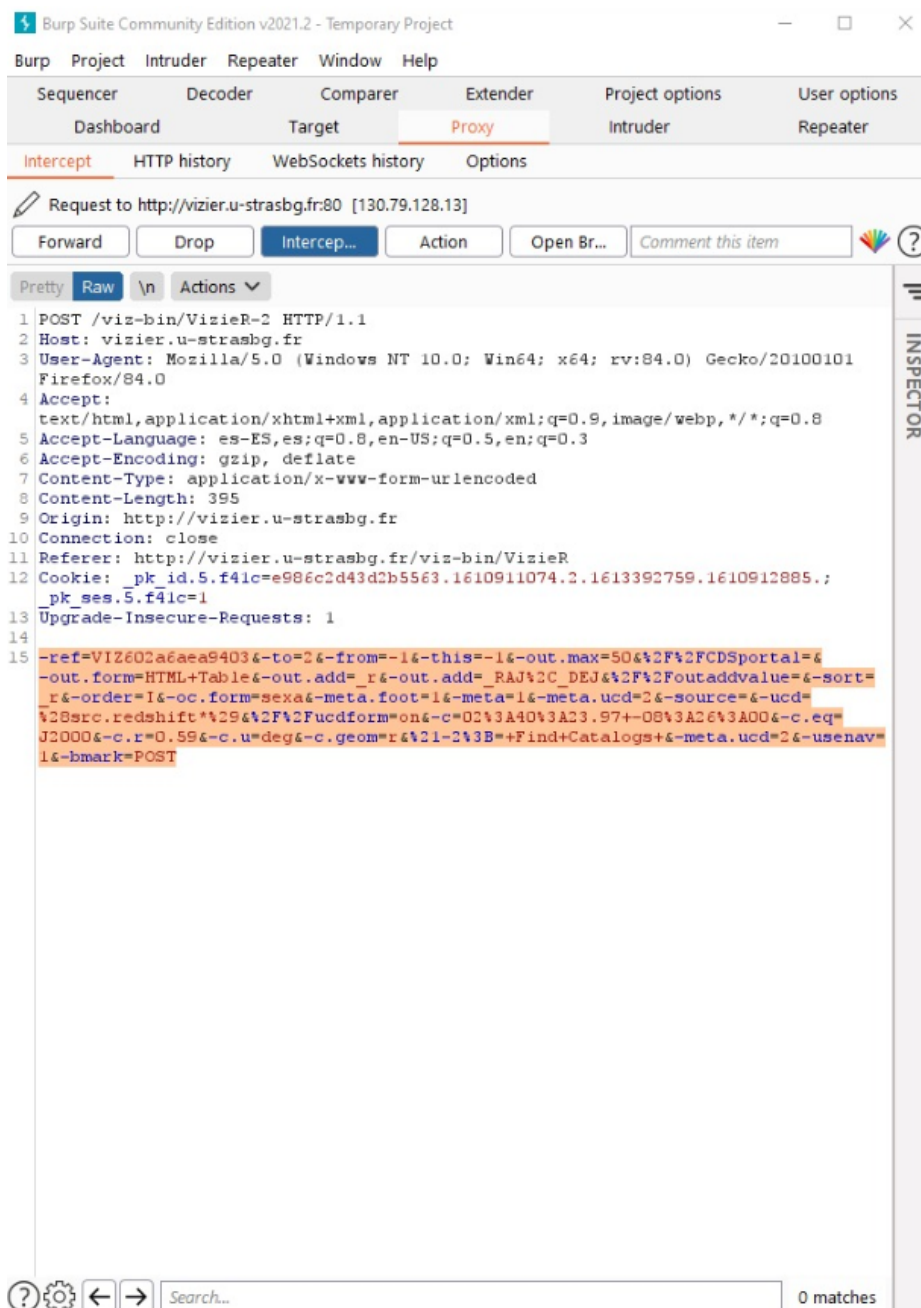 Burp Suite Community Edition v2021.2 - Temporary Project
Burp Project Intruder Repeater Window Help
Sequencer Decoder Comparer Extender Project options User options
Dashboard Target Proxy Intruder Repeater
Intercept HTTP history WebSockets history Options
Request to http://vizier.u-strasbg.fr:80 [130.79.128.13]
Forward Drop Intercep... Action Open Br... Comment this item ?
Pretty Raw \n Actions
INSPECTOR
1 POST /viz-bin/VizieR-2 HTTP/1.1
2 Host: vizier.u-strasbg.fr
3 User-Agent: Mozilla/5.0 (Windows NT 10.0; Win64; x64; rv:84.0) Gecko/20100101
Firefox/84.0
4 Accept:
text/html,application/xhtml+xml,application/xml;q=0.9,image/webp,*/*;q=0.8
5 Accept-Language: es-ES,es;q=0.8,en-US;q=0.5,en;q=0.3
6 Accept-Encoding: gzip, deflate
7 Content-Type: application/x-www-form-urlencoded
8 Content-Length: 395
9 Origin: http://vizier.u-strasbg.fr
10 Connection: close
11 Referer: http://vizier.u-strasbg.fr/viz-bin/VizieR
12 Cookie: _pk_id.5.f41c=e986c2d43d2b5563.1610911074.2.1613392759.1610912885.;
_pk_ses.5.f41c=1
13 Upgrade-Insecure-Requests: 1
14
15 -ref=VIZ602a6aea9403&-to=2&-from=-1&-this=-1&-out.max=50&%2F%2FCDSportal=&
-out.form=HTML+Table&-out.add=_r&-out.add=_RAJ%2C_DEJ&%2F%2Foutaddvalue=&-sort=
_r&-order=I&-oc.form=sexa&-meta.foot=1&-meta=1&-meta.ucd=2&-source=&-ucd=
%28src.redshift*%29&%2F%2Fucdform=on&-c=02%3A40%3A23.97+-08%3A26%3A00&-c.eq=
J2000&-c.r=0.59&-c.u=deg&-c.geom=r&%21-2%3B=+Find+Catalogs+&-meta.ucd=2&-usenav=
1&-bmark=POST
? Search... 0 matches